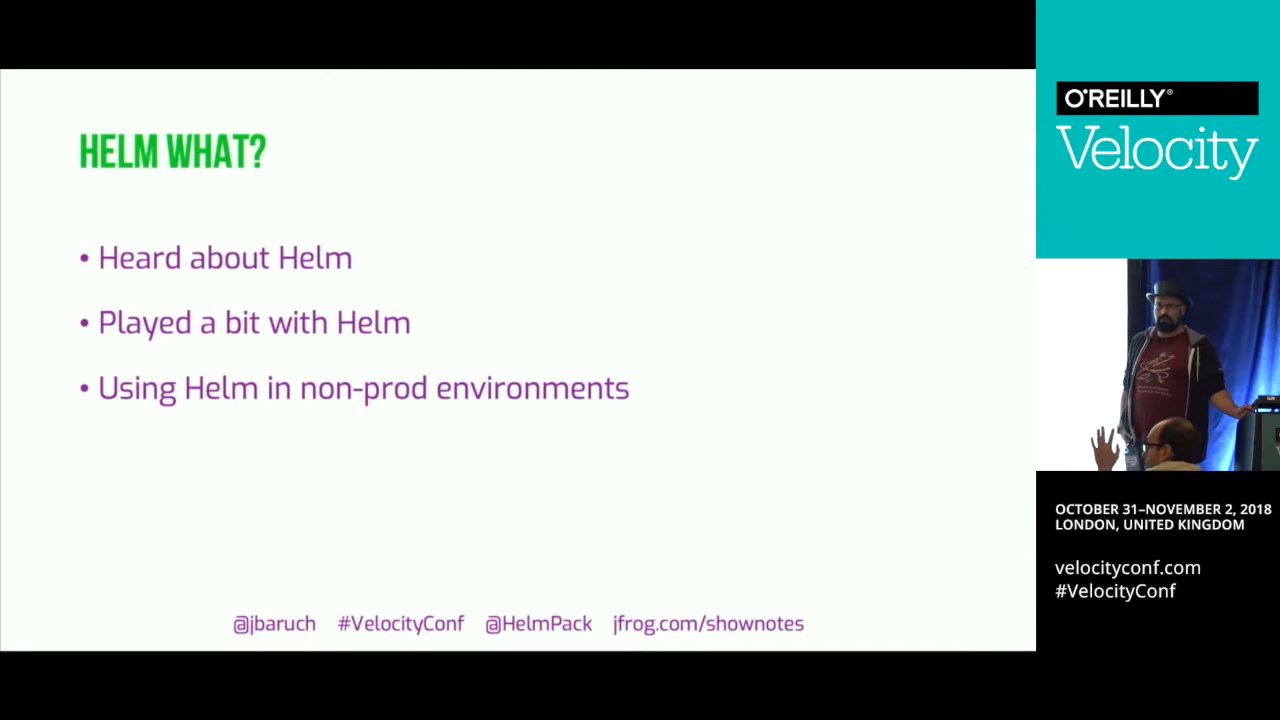 HELM WHAT?
• Heard about Helm
• Played a bit with Helm
• Using Helm in non-prod environments
@jbaruch #VelocityConf @HelmPack jfrog.com/shownotes
O'REILLY®
Velocity
OCTOBER 31–NOVEMBER 2, 2018
LONDON, UNITED KINGDOM
velocityconf.com
#VelocityConf